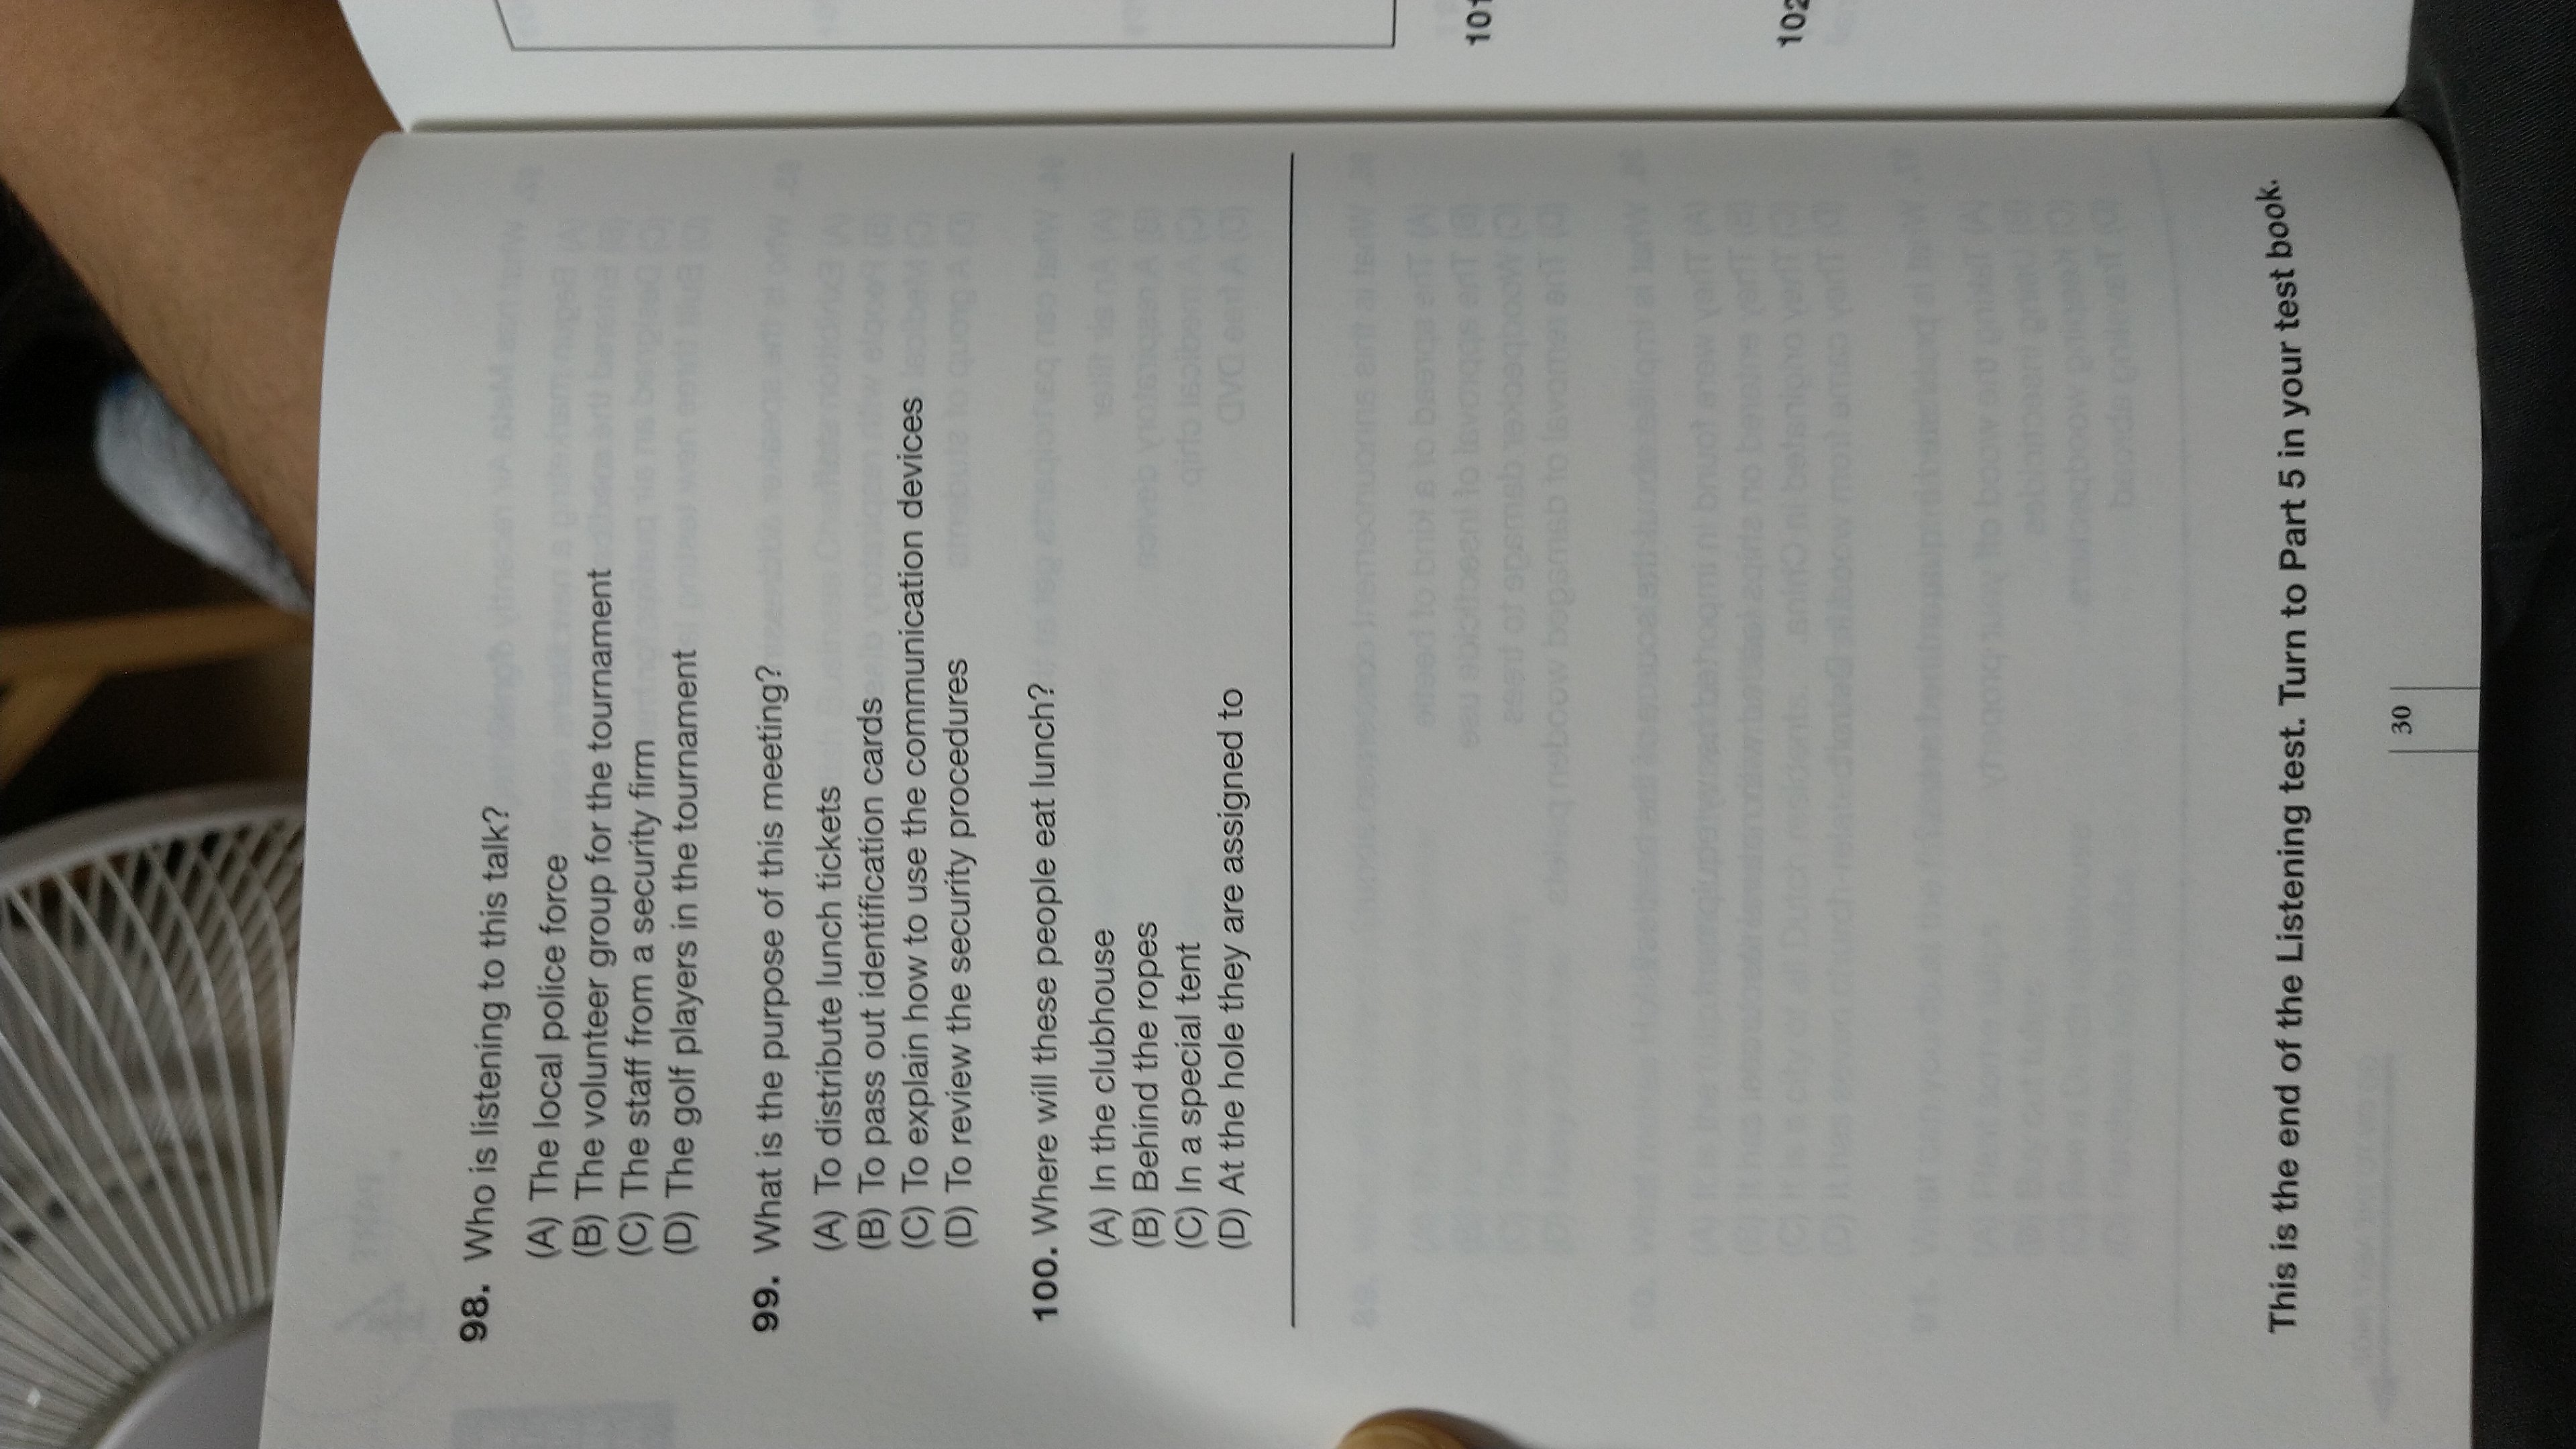 98. Who is listening to this talk?
(A) The local police force
(B) The volunteer group for the tournament
(C) The staff from a security firm
(D) The golf players in the tournament
99. What is the purpose of this meeting?
(A) To distribute lunch tickets
(B) To pass out identification cards
(C) To explain how to use the communication devices
(D) To review the security procedures
100. Where will these people eat lunch?
(A) In the clubhouse
(B) Behind the ropes
(C) In a special tent
(D) At the hole they are assigned to
This is the end of the Listening test. Turn to Part 5 in your test book.
30
101
102